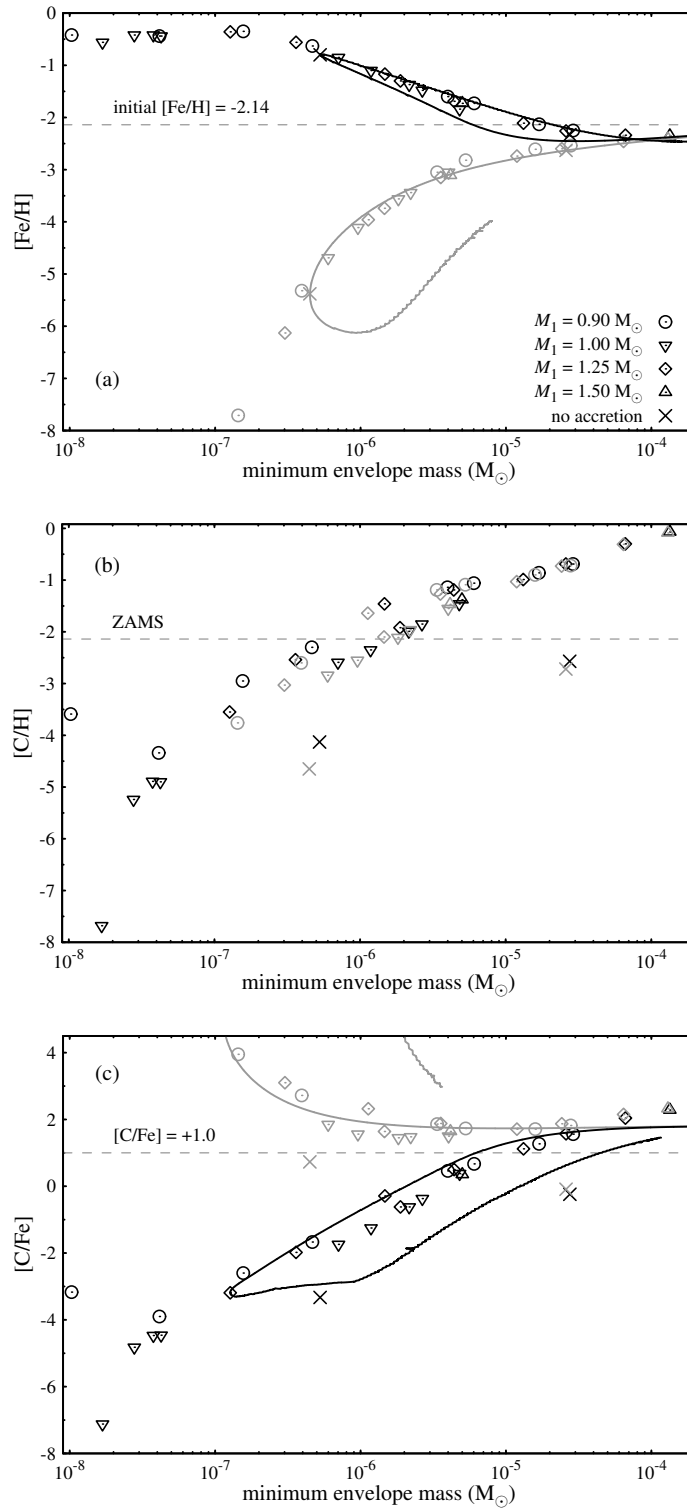 0
-1
-2
-3
-4
-5
-6
-7
-8
[Fe/H]
initial [Fe/H] = -2.14
(a)
M1 = 0.90 M⊙
M1 = 1.00 M⊙
M1 = 1.25 M⊙
M1 = 1.50 M⊙
no accretion
10-8 10-7 10-6 10-5 10-4
minimum envelope mass (M⊙)
0
-1
-2
-3
-4
-5
-6
-7
-8
[C/H]
(b)
ZAMS
10-8 10-7 10-6 10-5 10-4
minimum envelope mass (M⊙)
4
2
0
-2
-4
-6
-8
[C/Fe]
(c)
[C/Fe] = +1.0
10-8 10-7 10-6 10-5 10-4
minimum envelope mass (M⊙)